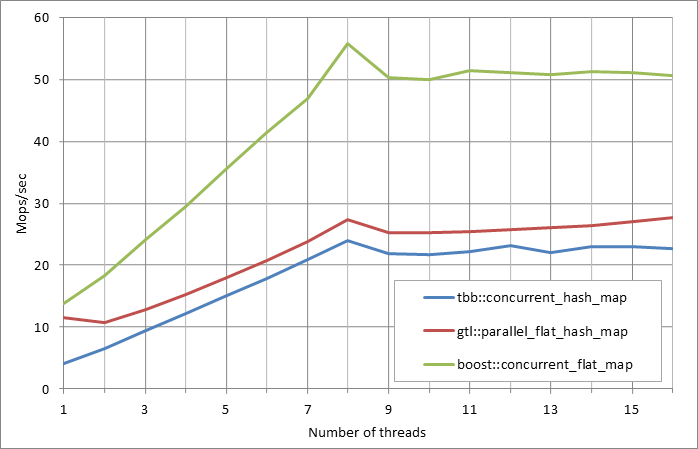 60
50
40
30
20
10
0
Mops/sec
tbb::concurrent_hash_map
gtl::parallel_flat_hash_map
boost::concurrent_flat_map
1 3 5 7 9 11 13 15
Number of threads